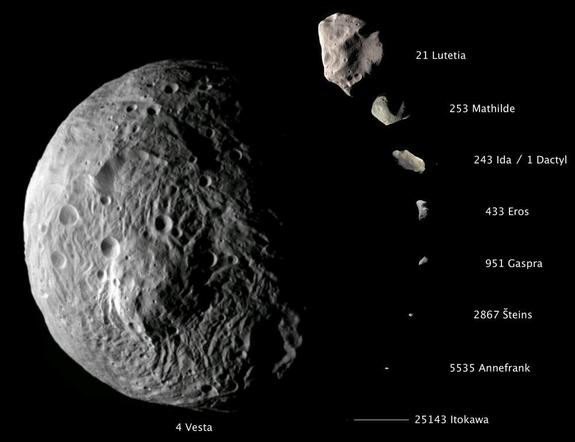 21 Lutetia
253 Mathilde
243 Ida / 1 Dactyl
433 Eros
951 Gaspra
2867 Šteins
5535 Annefrank
25143 Itokawa
4 Vesta